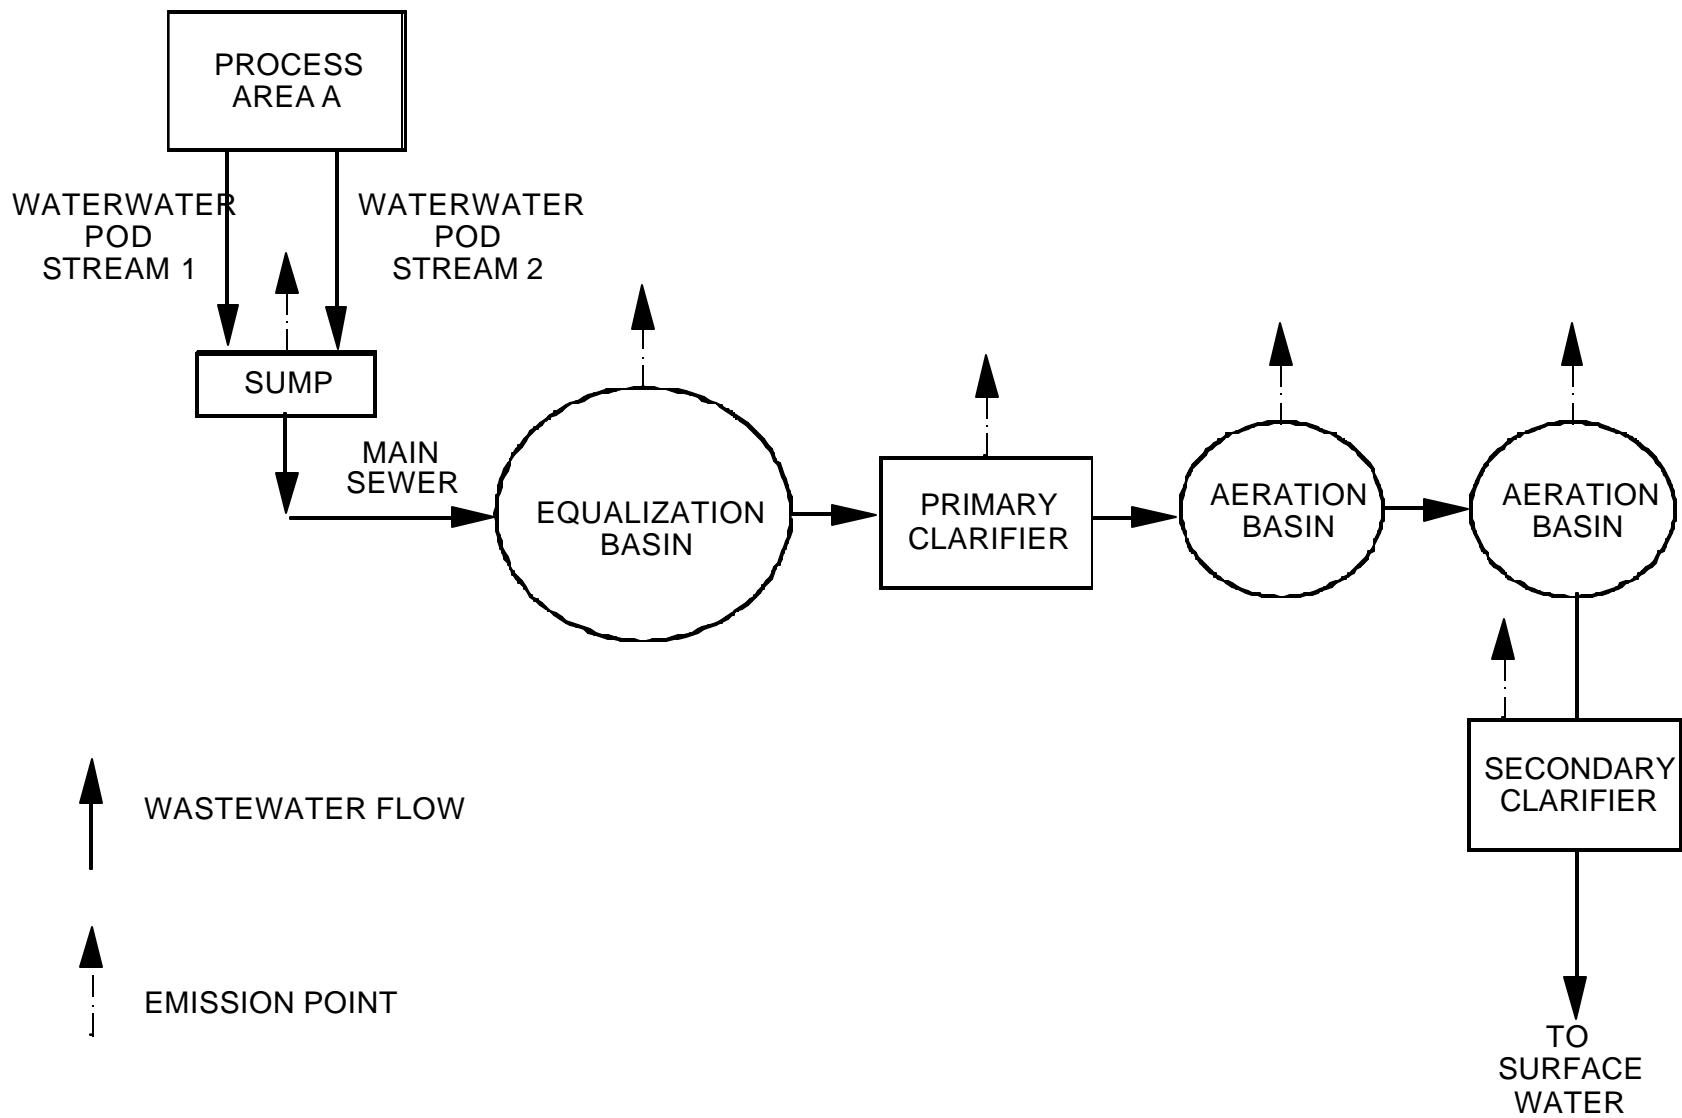 PROCESS
AREA A
WATERWATER
POD
STREAM 1
WATERWATER
POD
STREAM 2
SUMP
MAIN
SEWER
EQUALIZATION
BASIN
PRIMARY
CLARIFIER
AERATION
BASIN
AERATION
BASIN
SECONDARY
CLARIFIER
WASTEWATER FLOW
EMISSION POINT
TO
SURFACE
WATER